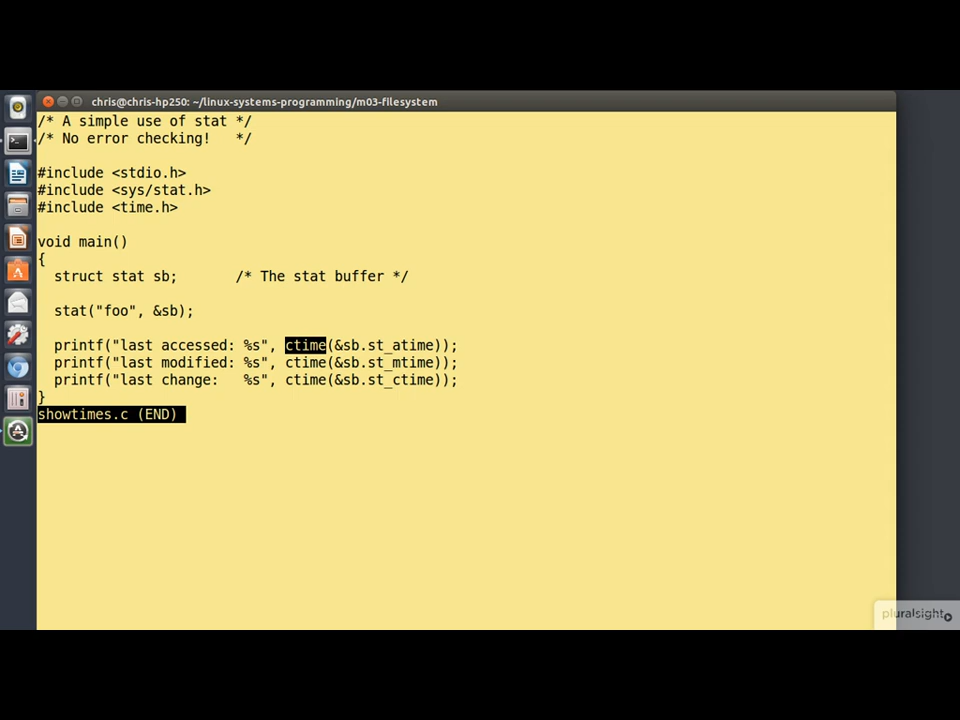 chris@chris-hp250: ~/linux-systems-programming/m03-filesystem
/* A simple use of stat */
/* No error checking!   */
#include <stdio.h>
#include <sys/stat.h>
#include <time.h>
void main()
{
  struct stat sb;       /* The stat buffer */
  stat("foo", &sb);
  printf("last accessed: %s", ctime(&sb.st_atime));
  printf("last modified: %s", ctime(&sb.st_mtime));
  printf("last change:   %s", ctime(&sb.st_ctime));
}
showtimes.c (END)
pluralsight